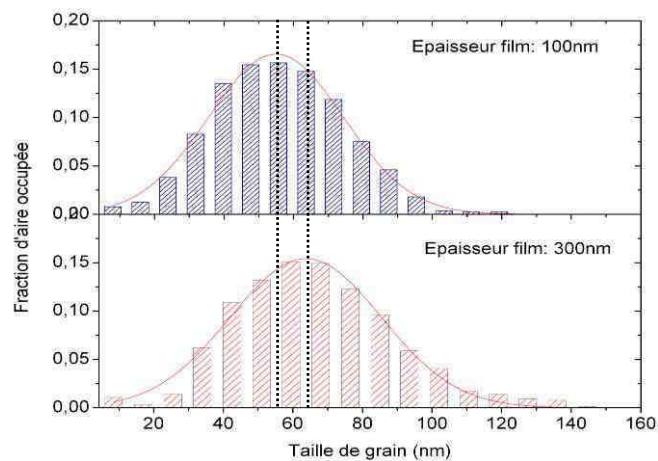 0,20
Epaisseur film: 100nm
0,15
0,10
0,05
0,00
0,20
Epaisseur film: 300nm
0,15
0,10
0,05
0,00
20 40 60 80 100 120 140 160
Taille de grain (nm)
Fraction d'aire occupée